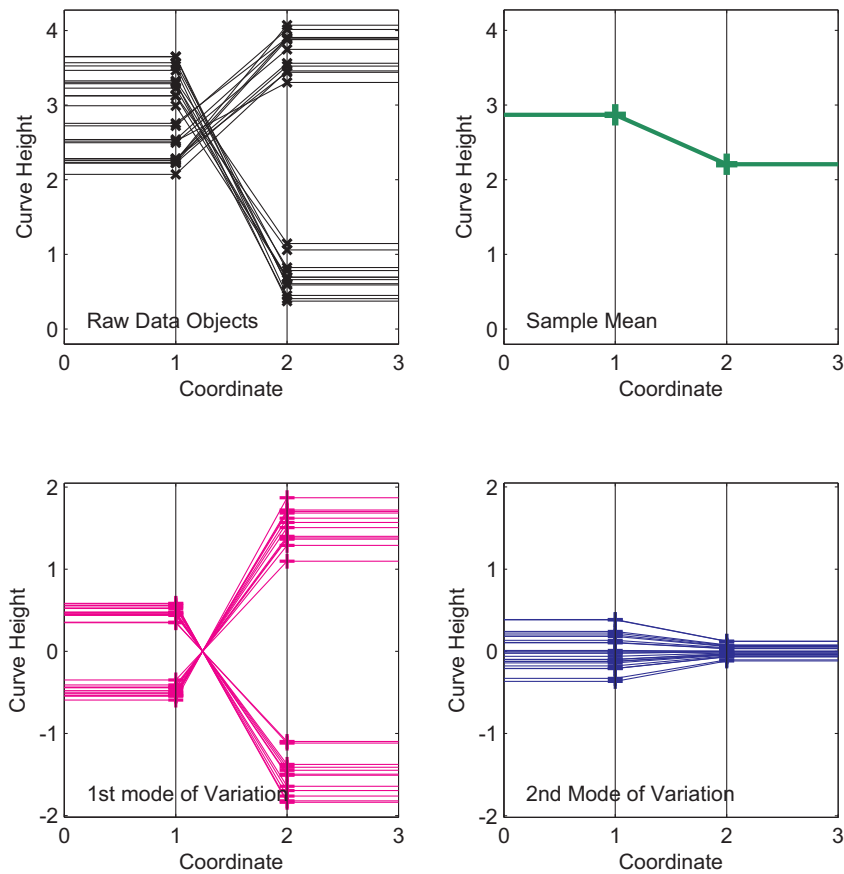 4
3
2
1
0
Curve Height
Raw Data Objects
0 1 2 3
Coordinate
4
3
2
1
0
Curve Height
Sample Mean
0 1 2 3
Coordinate
2
1
0
-1
-2
Curve Height
1st mode of Variation
0 1 2 3
Coordinate
2
1
0
-1
-2
Curve Height
2nd Mode of Variation
0 1 2 3
Coordinate